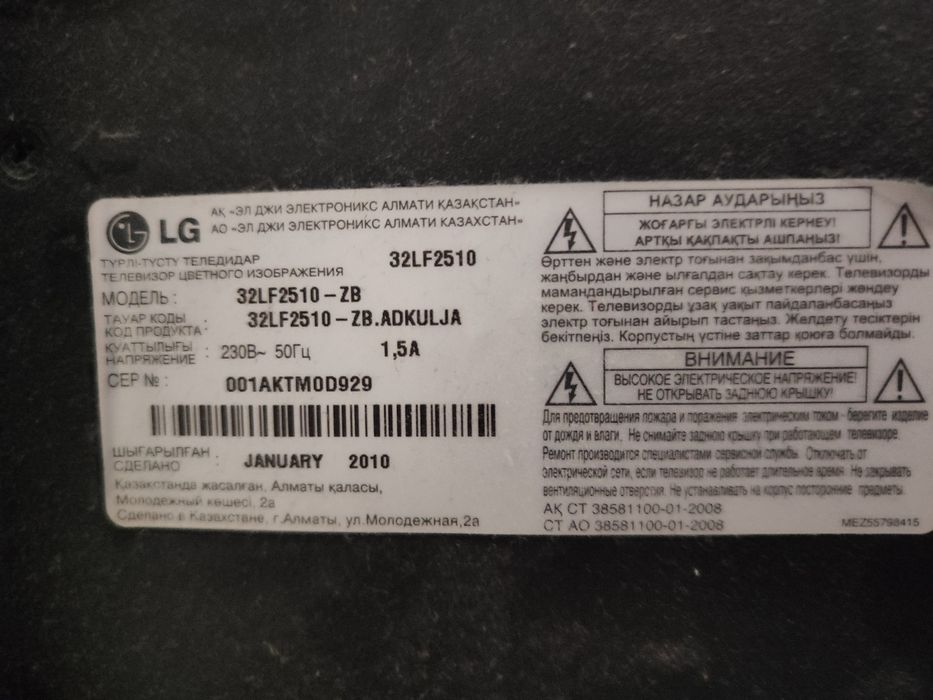 LG
АҚ «ЭЛ ДЖИ ЭЛЕКТРОНИКС АЛМАТИ ҚАЗАҚСТАН»
АО «ЭЛ ДЖИ ЭЛЕКТРОНИКС АЛМАТИ КАЗАХСТАН»
ТҮРЛІ-ТҮСТУ ТЕЛЕДИДАР 32LF2510
ТЕЛЕВИЗОР ЦВЕТНОГО ИЗОБРАЖЕНИЯ
МОДЕЛЬ : 32LF2510-ZB
ТАУАР КОДЫ
КОД ПРОДУКТА : 32LF2510-ZB.ADKULJA
ҚУАТТЫЛЫҒЫ
НАПРЯЖЕНИЕ : 230В~ 50Гц 1,5А
СЕР № : 001AKTM0D929
ШЫҒАРЫЛҒАН
СДЕЛАНО : JANUARY 2010
Қазақстанда жасалған, Алматы қаласы,
Молодежный көшесі, 2а
Сделано в Казахстане, г.Алматы, ул.Молодежная,2а
НАЗАР АУДАРЫҢЫЗ
ЖОҒАРҒЫ ЭЛЕКТРЛІ КЕРНЕУ!
АРТҚЫ ҚАҚПАҚТЫ АШПАҢЫЗ!
Өрттен және электр тоғынан зақымданбас үшін,
жаңбырдан және ылғалдан сақтау керек. Телевизорды
мамандандырылған сервис қызметкерлері жөндеу
керек. Телевизорды ұзақ уақыт пайдаланбасаңыз
электр тоғынан айырып тастаңыз. Желдету тесіктерін
бекітпеңіз. Корпустың үстіне заттар қоюға болмайды.
ВНИМАНИЕ
ВЫСОКОЕ ЭЛЕКТРИЧЕСКОЕ НАПРЯЖЕНИЕ!
НЕ ОТКРЫВАТЬ ЗАДНЮЮ КРЫШКУ!
Для предотвращения пожара и поражения электрическим током - берегите изделие
от дождя и влаги. Не снимайте заднюю крышку при работающем телевизоре.
Ремонт производится специалистами сервисной службы. Отключать от
электрической сети, если телевизор не работает длительное время. Не закрывать
вентиляционные отверстия. Не устанавливать на корпус посторонние предметы.
АҚ СТ 38581100-01-2008
СТ АО 38581100-01-2008
MEZ55798415